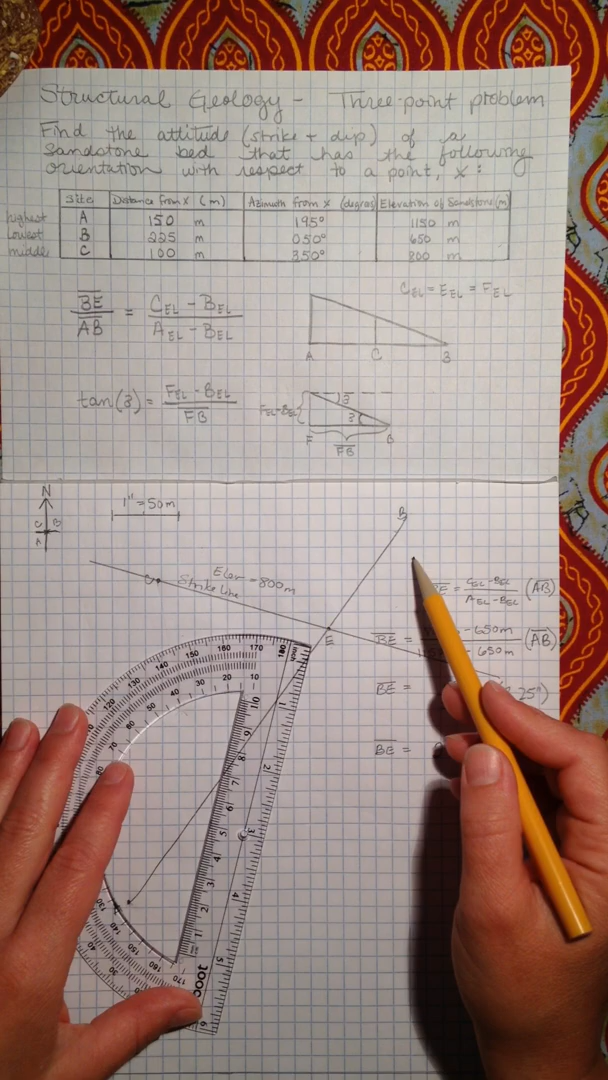 Structural Geology - Three-point problem
Find the attitude (strike + dip) of a
Sandstone bed that has the following
orientation with respect to a point, x:
Site Distance from X (m) Azimuth from X (degrees) Elevation of Sandstone (m)
highest A 150 m 195° 1150 m
lowest B 225 m 050° 650 m
middle C 100 m 350° 800 m
C_EL = E_EL = F_EL
BE / AB = C_EL - B_EL / A_EL - B_EL
A C B
tan(3) = F_EL - B_EL / FB
F_EL - B_EL 3 3
F B
FB
N
C B
A
1" = 50m
B
Elev = 800m
Strike line
C
E
= C_EL - B_EL / A_EL - B_EL (AB)
BE = - 650m / - 650m (AB)
BE = 25")
BE =